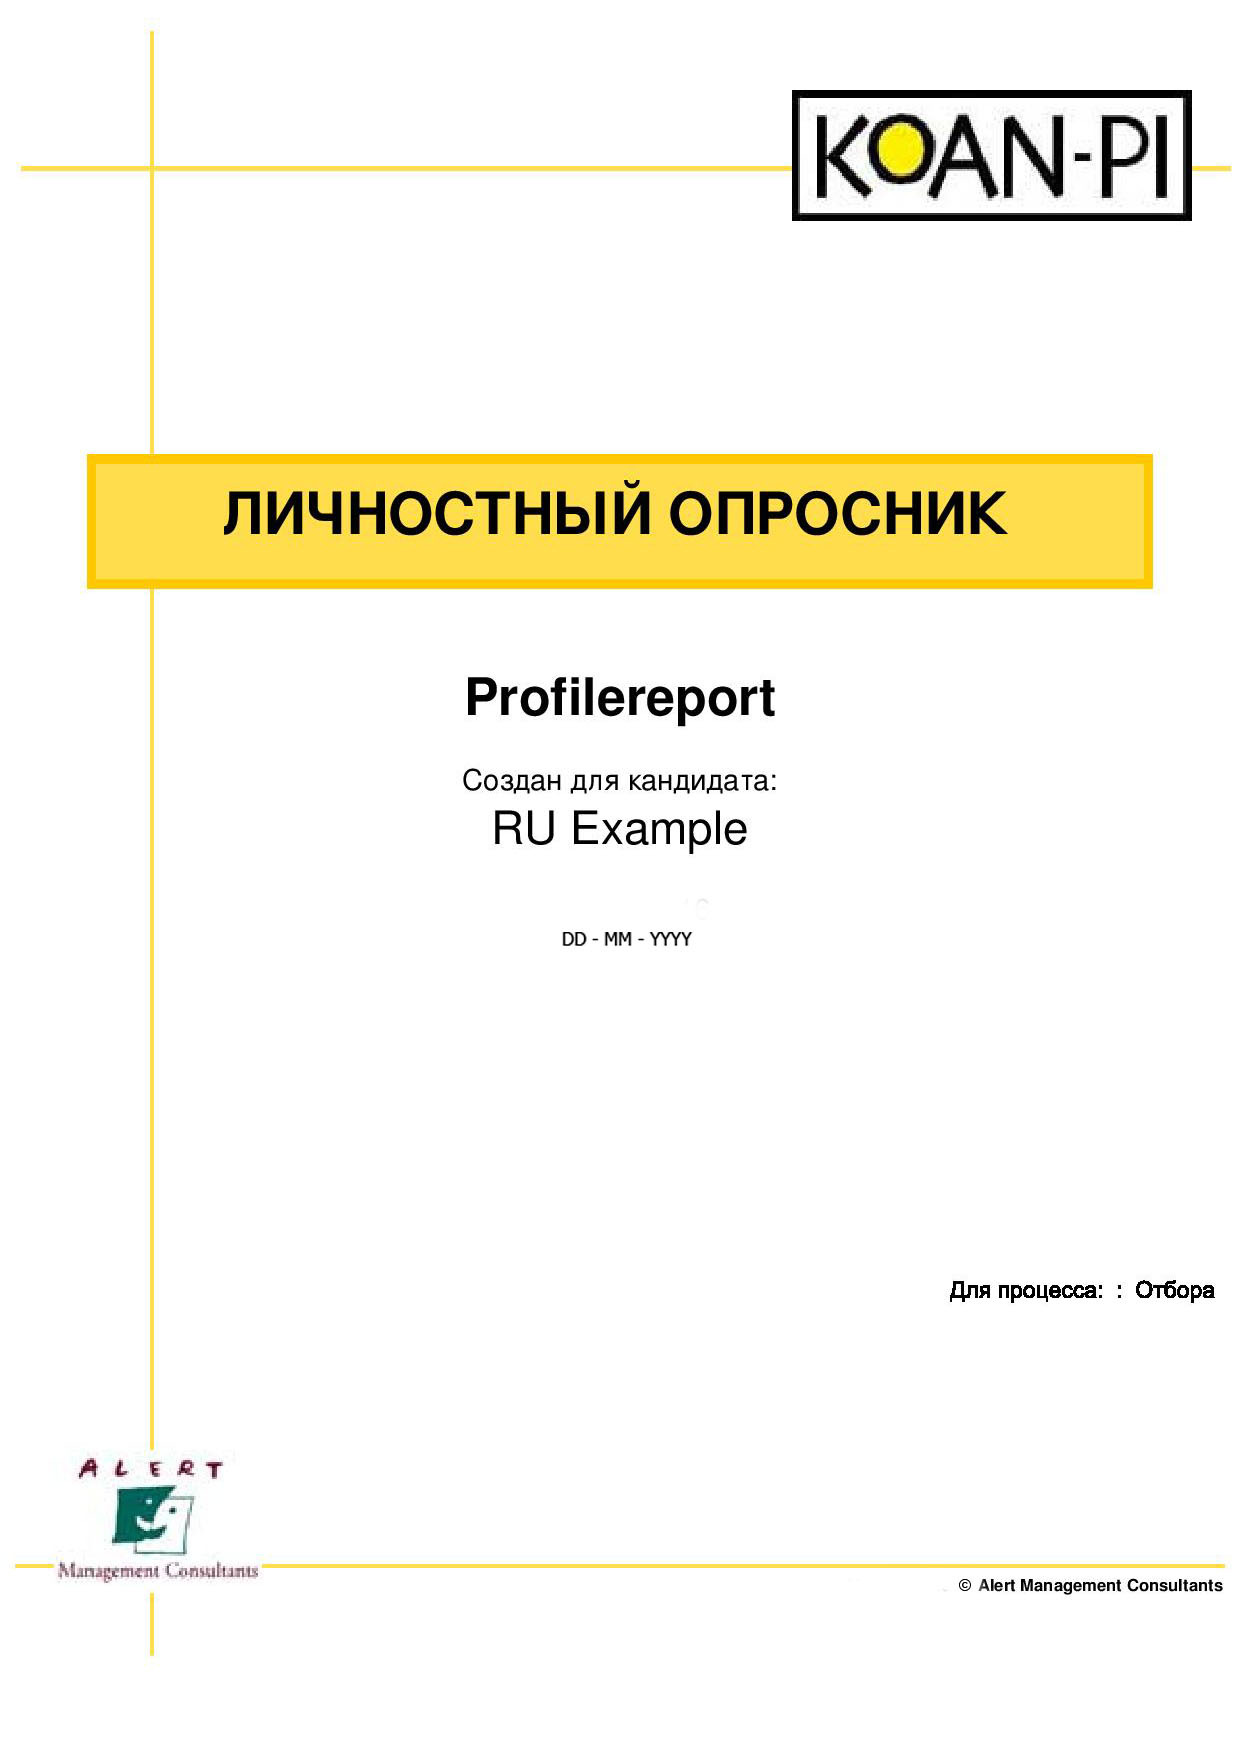 KOAN-PI
ЛИЧНОСТНЫЙ ОПРОСНИК
Profilereport
Создан для кандидата:
RU Example
DD - MM - YYYY
Для процесса: : Отбора
ALERT
Management Consultants
© Alert Management Consultants